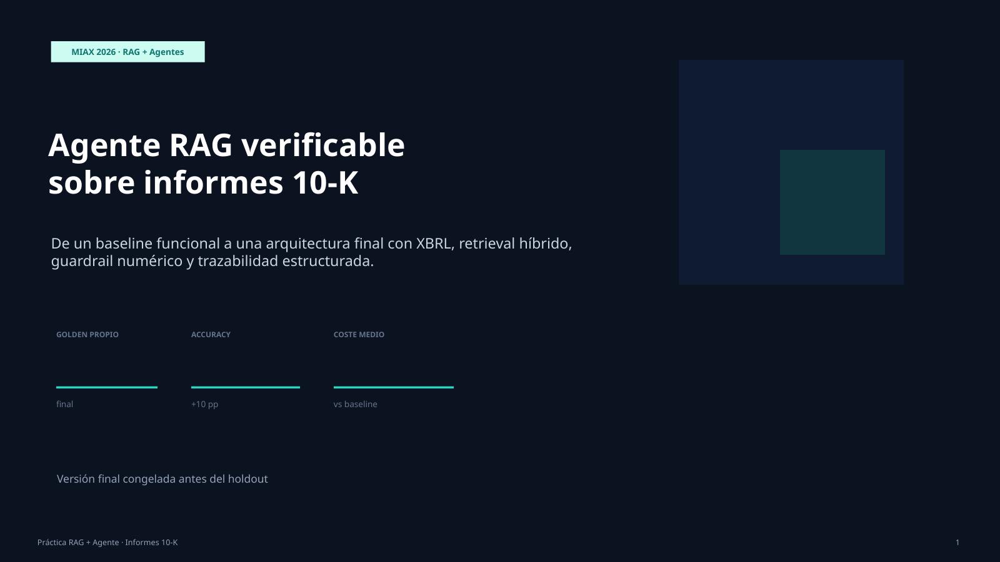 MIAX 2026 · RAG + Agentes
Agente RAG verificable
sobre informes 10-K
De un baseline funcional a una arquitectura final con XBRL, retrieval híbrido,
guardrail numérico y trazabilidad estructurada.
GOLDEN PROPIO
ACCURACY
COSTE MEDIO
final
+10 pp
vs baseline
Versión final congelada antes del holdout
Práctica RAG + Agente · Informes 10-K
1